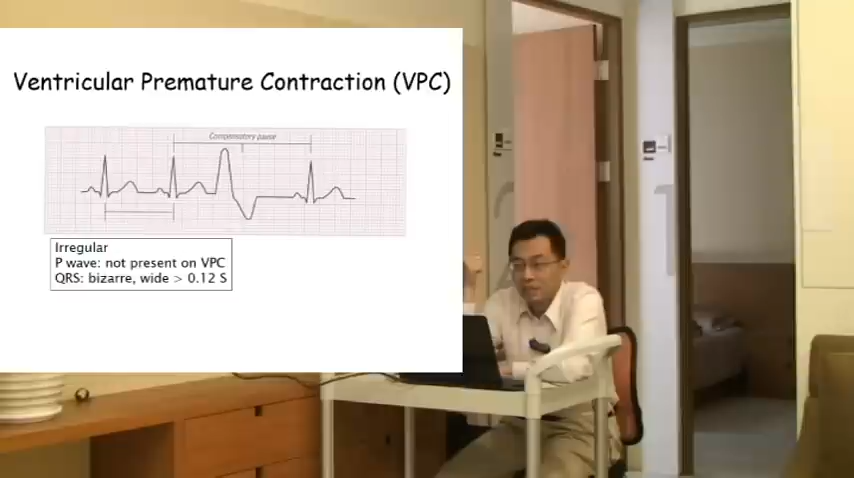 Ventricular Premature Contraction (VPC)
Compensatory pause
Irregular
P wave: not present on VPC
QRS: bizarre, wide > 0.12 S